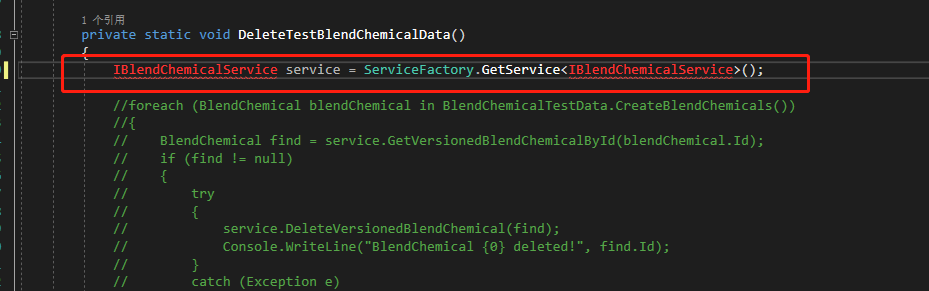 1 个引用
private static void DeleteTestBlendChemicalData()
{
IBlendChemicalService service = ServiceFactory.GetService<IBlendChemicalService>();
//foreach (BlendChemical blendChemical in BlendChemicalTestData.CreateBlendChemicals())
//{
//   BlendChemical find = service.GetVersionedBlendChemicalById(blendChemical.Id);
//   if (find != null)
//   {
//       try
//       {
//           service.DeleteVersionedBlendChemical(find);
//           Console.WriteLine("BlendChemical {0} deleted!", find.Id);
//       }
//       catch (Exception e)